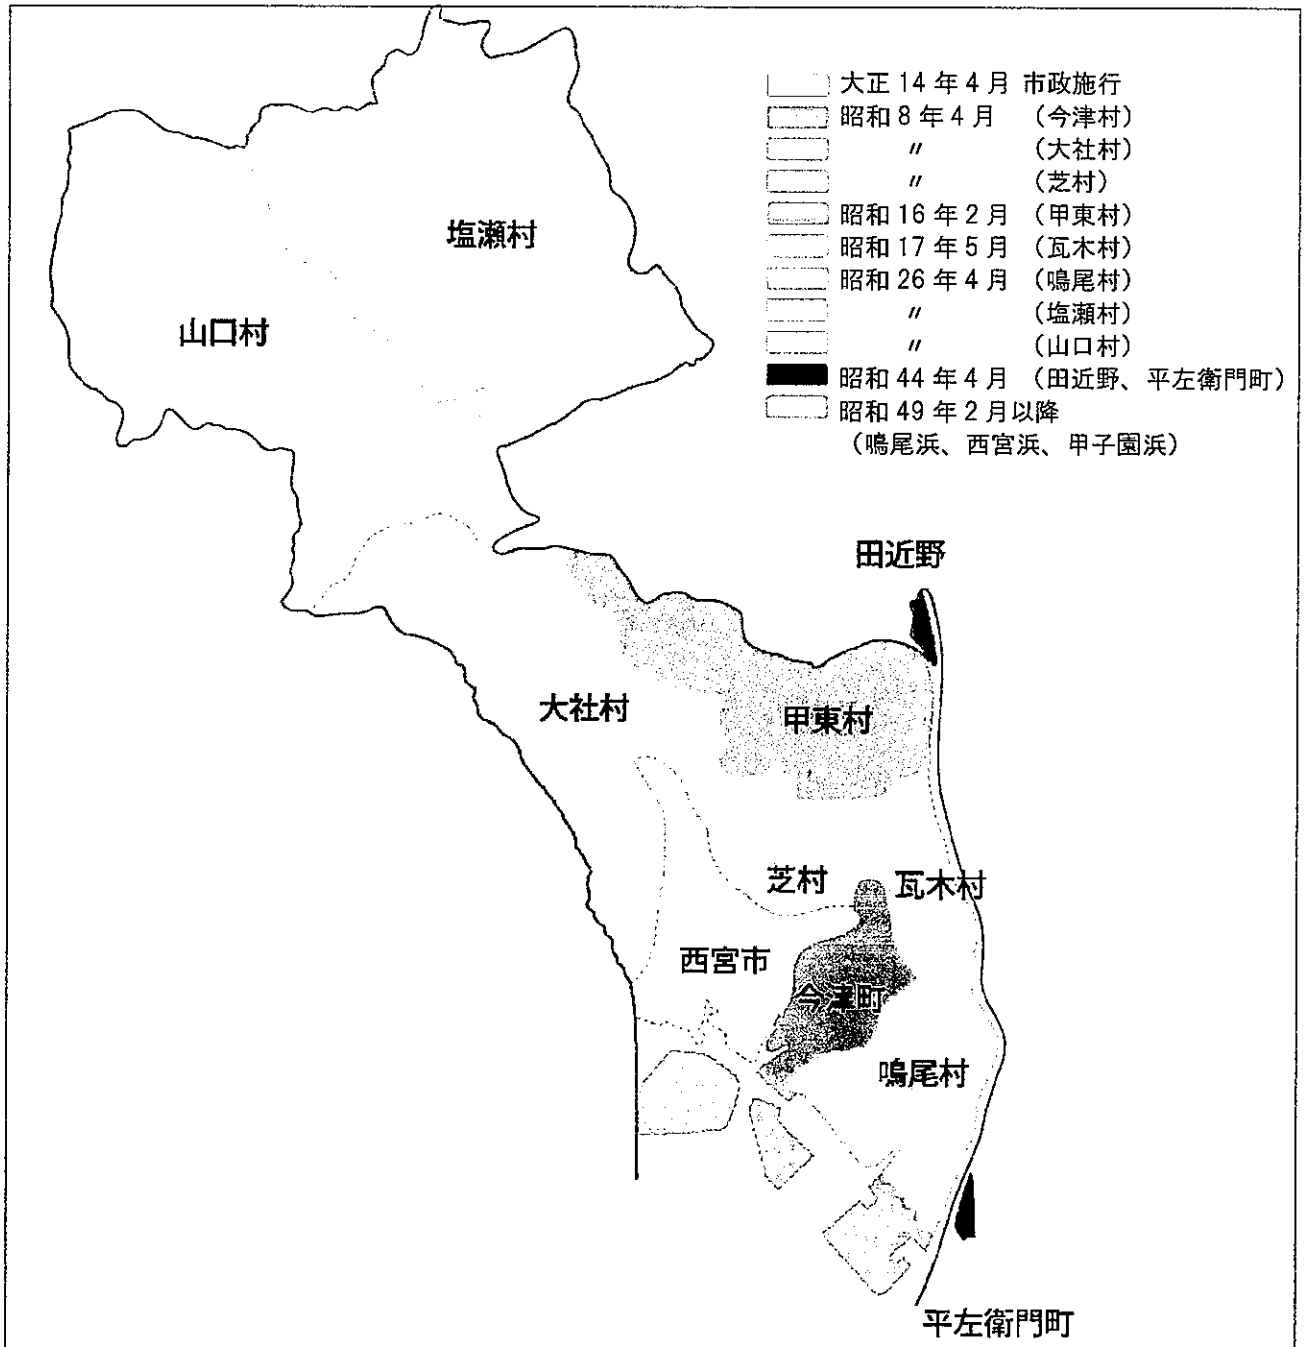 大正 14 年 4 月 市政施行
昭和 8 年 4 月 （今津村）
〃 （大社村）
〃 （芝村）
昭和 16 年 2 月 （甲東村）
昭和 17 年 5 月 （瓦木村）
昭和 26 年 4 月 （鳴尾村）
〃 （塩瀬村）
〃 （山口村）
昭和 44 年 4 月 （田近野、平左衛門町）
昭和 49 年 2 月以降
（鳴尾浜、西宮浜、甲子園浜）
塩瀬村
山口村
田近野
大社村
甲東村
芝村
瓦木村
西宮市
今津町
鳴尾村
平左衛門町